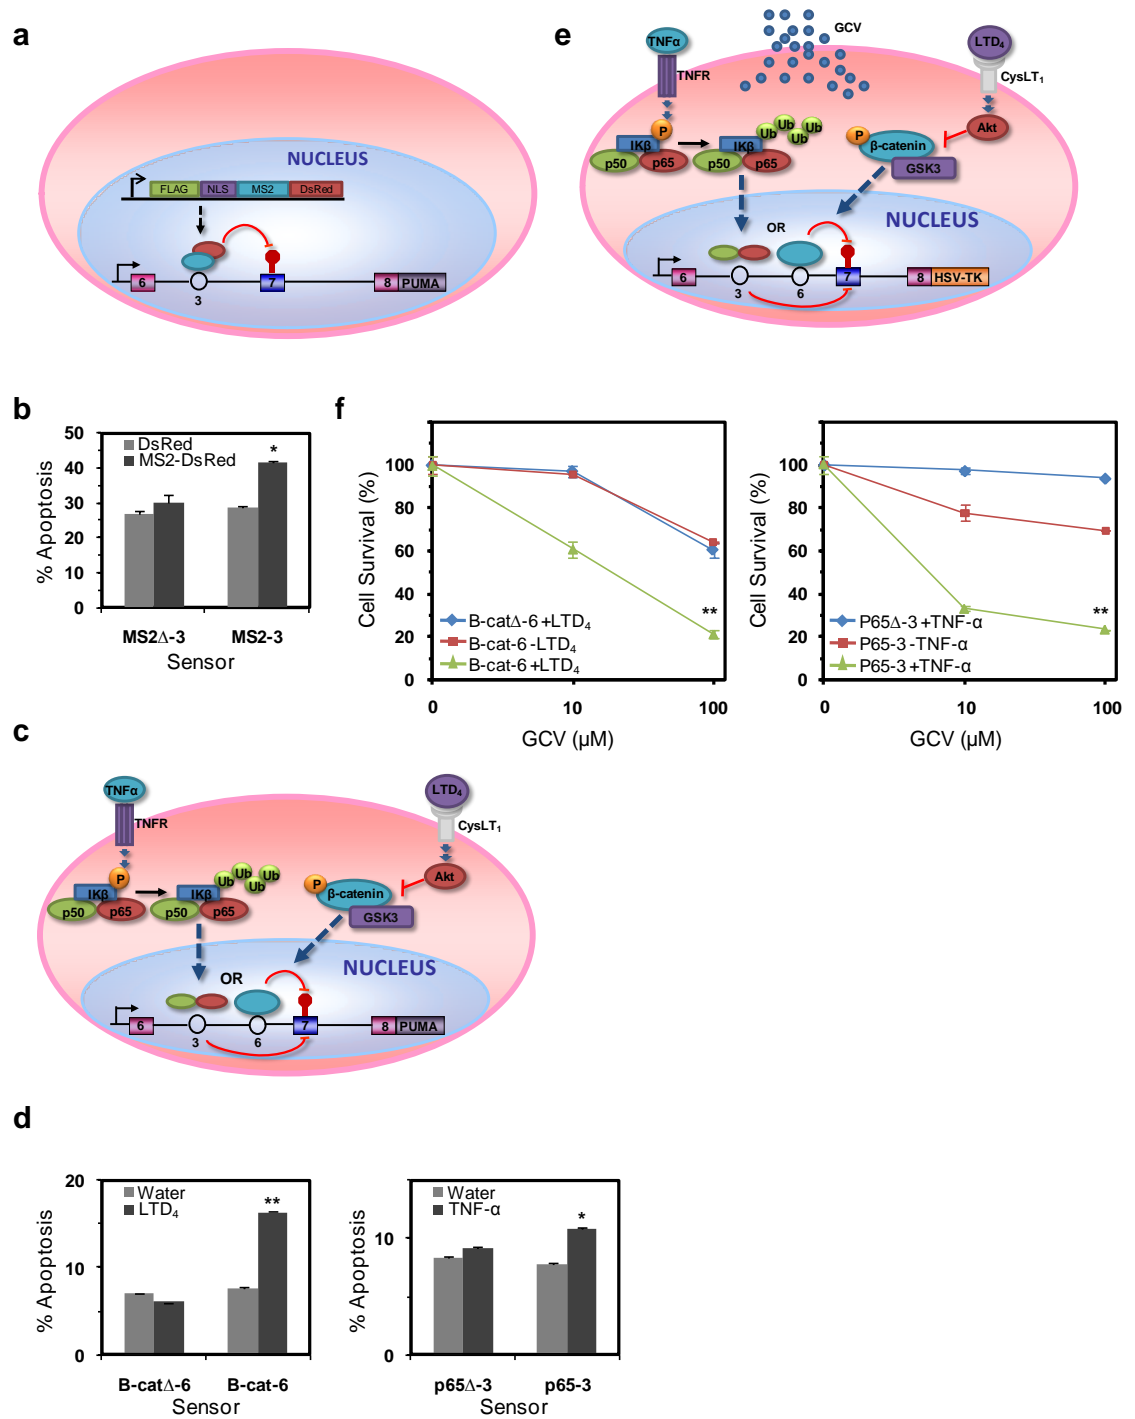 a
NUCLEUS
FLAG NLS MS2 DsRed
6 7 8 PUMA
3
b
50
40
30
20
10
0
% Apoptosis
DsRed
MS2-DsRed
*
MS2Δ-3 MS2-3
Sensor
c
TNFα
TNFR
LTD4
CysLT1
P
IKβ
p50 p65
IKβ
p50 p65
Ub Ub Ub Ub
P
β-catenin
GSK3
Akt
NUCLEUS
OR
6 7 8 PUMA
3 6
d
20
10
0
% Apoptosis
Water
LTD4
**
B-catΔ-6 B-cat-6
Sensor
20
10
0
% Apoptosis
Water
TNF-α
*
p65Δ-3 p65-3
Sensor
e
GCV
TNFα
TNFR
LTD4
CysLT1
P
IKβ
p50 p65
IKβ
p50 p65
Ub Ub Ub Ub
P
β-catenin
GSK3
Akt
NUCLEUS
OR
6 7 8 HSV-TK
3 6
f
100
80
60
40
20
0
Cell Survival (%)
**
B-catΔ-6 +LTD4
B-cat-6 -LTD4
B-cat-6 +LTD4
0 10 100
GCV (µM)
100
80
60
40
20
0
Cell Survival (%)
**
P65Δ-3 +TNF-α
P65-3 -TNF-α
P65-3 +TNF-α
0 10 100
GCV (µM)